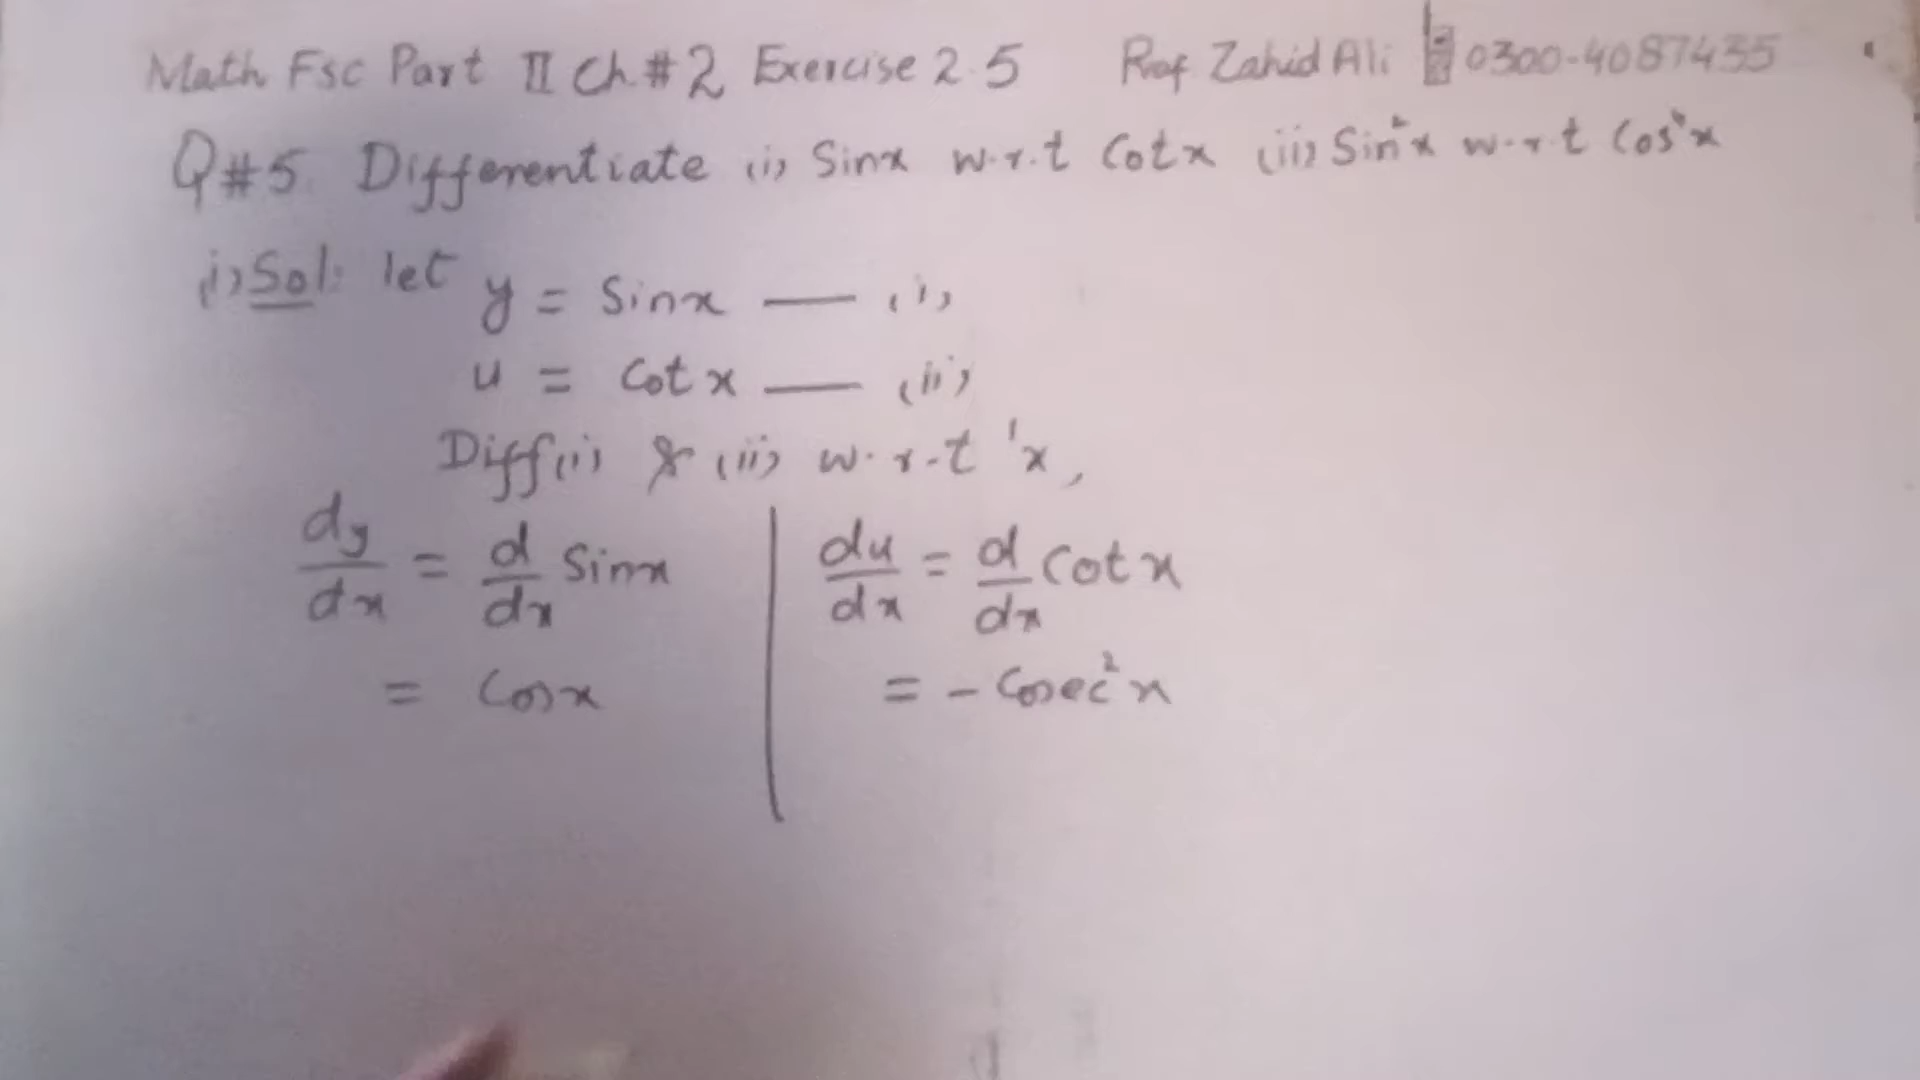 Math Fsc Part II Ch # 2 Exercise 2.5 Prof Zahid Ali 0300-4087435
Q#5. Differentiate (i) Sinx w.r.t Cotx (ii) Sin²x w.r.t Cos⁴x
(i) Sol: let y = Sinx — (i)
u = Cotx — (ii)
Diff (i) & (ii) w.r.t 'x,
dy/dx = d/dx Sinx | du/dx = d/dx Cotx
= Cosx | = - Cosec²x